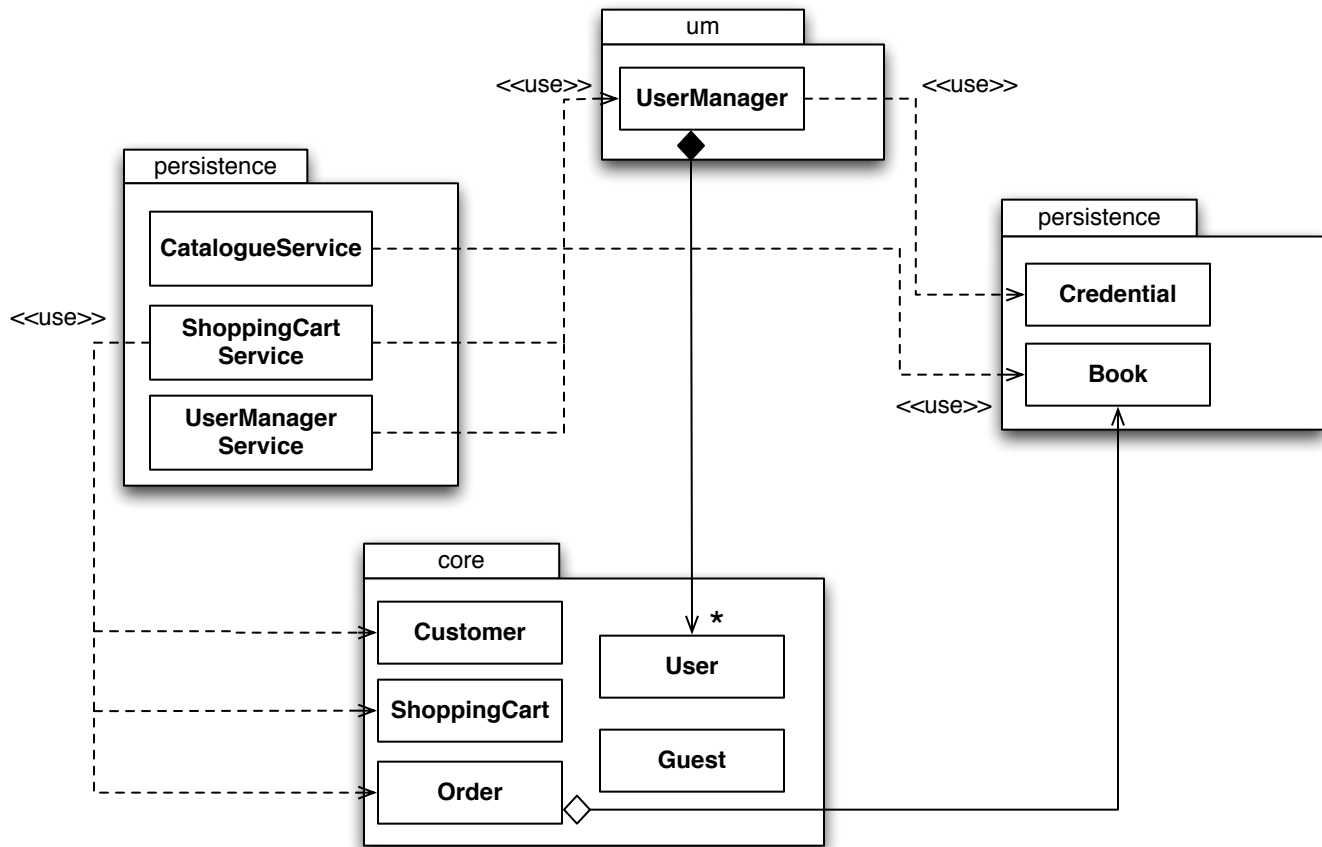 um
<<use>>
UserManager
<<use>>
persistence
CatalogueService
persistence
Credential
<<use>>
ShoppingCart
Service
Book
<<use>>
UserManager
Service
core
Customer
*
User
ShoppingCart
Guest
Order